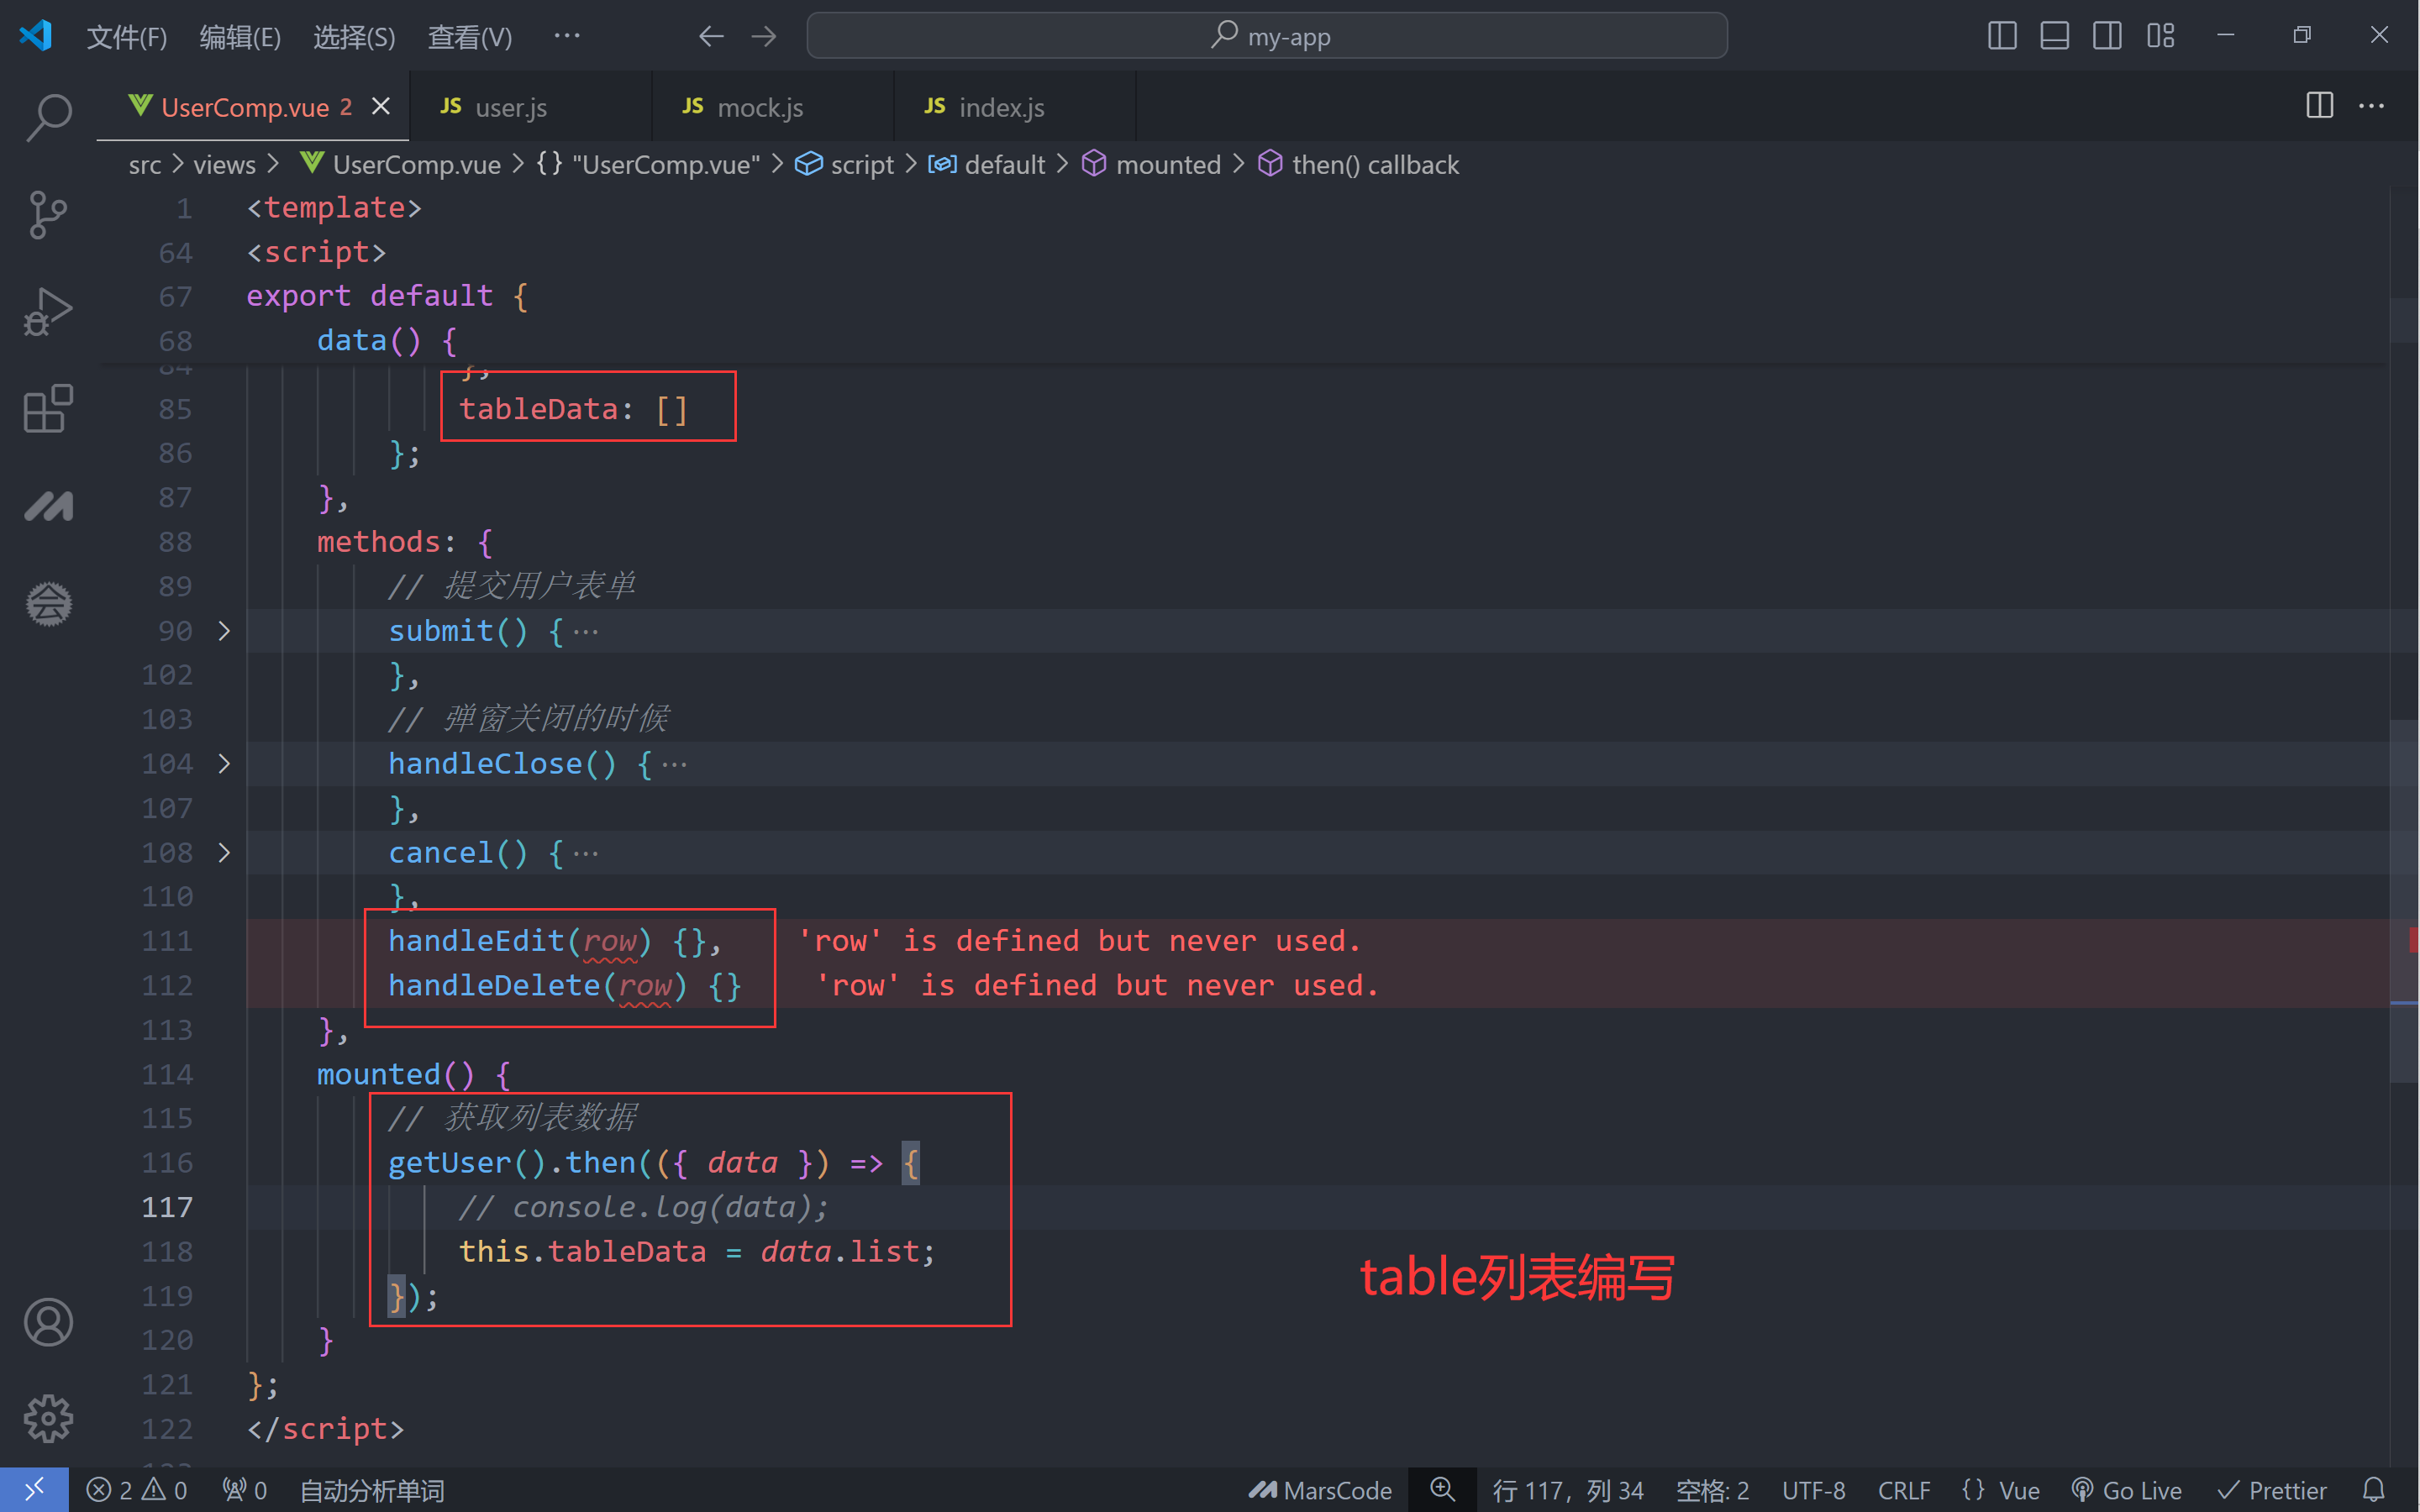 文件(F) 编辑(E) 选择(S) 查看(V) ··· my-app
UserComp.vue 2 JS user.js JS mock.js JS index.js ···
src > views > UserComp.vue > {} "UserComp.vue" > script > default > mounted > then() callback
1 <template>
64 <script>
67 export default {
68 data() {
84 },
85 tableData: []
86 };
87 },
88 methods: {
89 // 提交用户表单
90 submit() {···
102 },
103 // 弹窗关闭的时候
104 handleClose() {···
107 },
108 cancel() {···
110 },
111 handleEdit(row) {}, 'row' is defined but never used.
112 handleDelete(row) {} 'row' is defined but never used.
113 },
114 mounted() {
115 // 获取列表数据
116 getUser().then(({ data }) => {
117 // console.log(data);
118 this.tableData = data.list;
119 });
120 }
121 };
122 </script>
table列表编写
会
2 0 0 自动分析单词 MarsCode 行 117，列 34 空格: 2 UTF-8 CRLF {} Vue Go Live Prettier